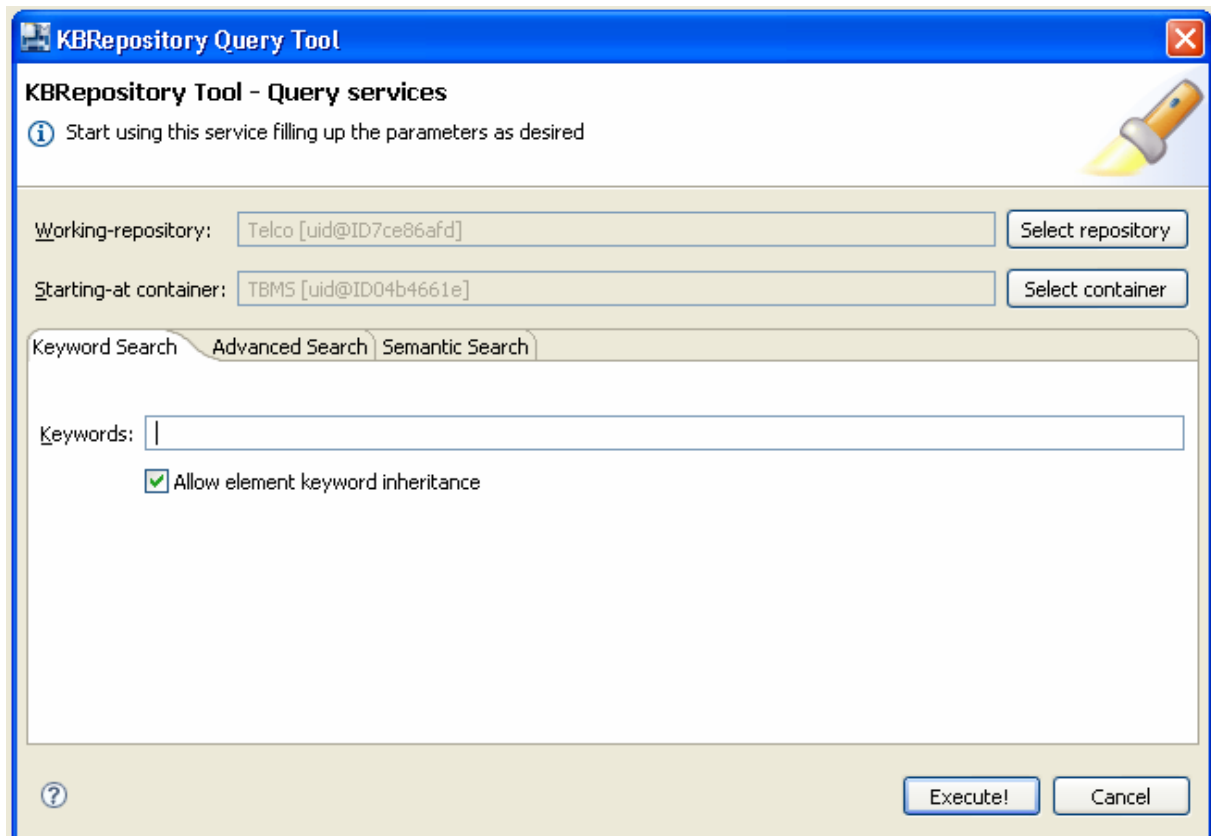 KBRepository Query Tool
KBRepository Tool - Query services
Start using this service filling up the parameters as desired
Working-repository: Telco [uid@ID7ce86afd] Select repository
Starting-at container: TBMS [uid@ID04b4661e] Select container
Keyword Search Advanced Search Semantic Search
Keywords:
Allow element keyword inheritance
Execute! Cancel